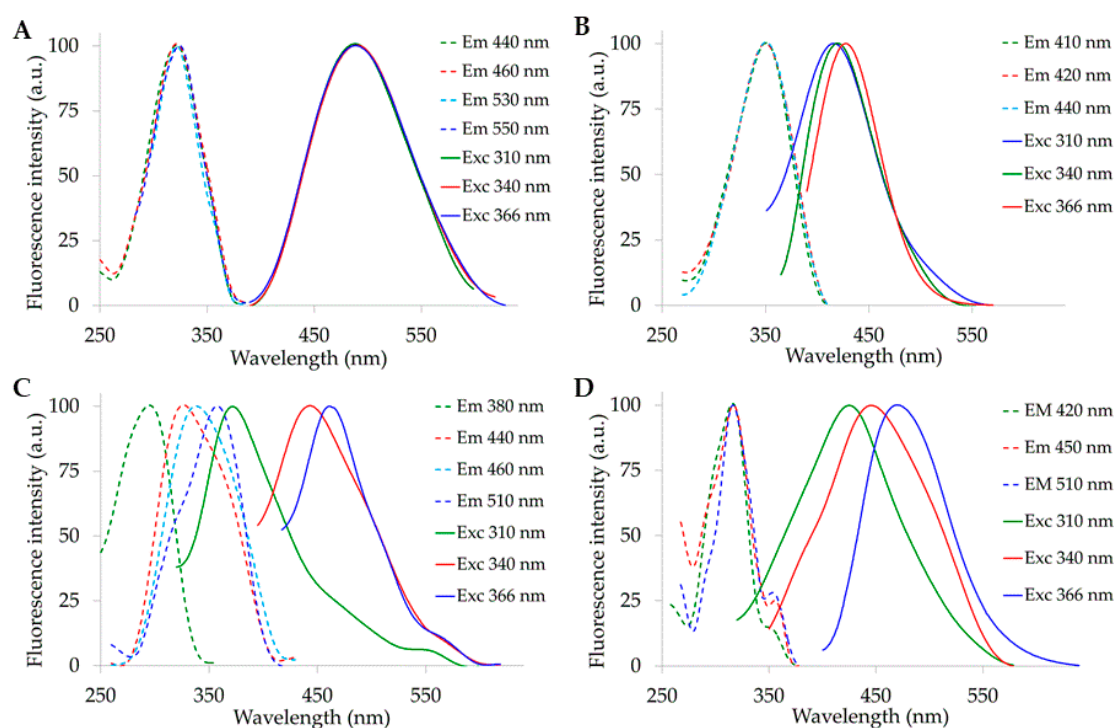 A
Fluorescence intensity (a.u.)
100
75
50
25
0
250
350
450
550
Wavelength (nm)
Em 440 nm
Em 460 nm
Em 530 nm
Em 550 nm
Exc 310 nm
Exc 340 nm
Exc 366 nm
B
Fluorescence intensity (a.u.)
100
75
50
25
0
250
350
450
550
Wavelength (nm)
Em 410 nm
Em 420 nm
Em 440 nm
Exc 310 nm
Exc 340 nm
Exc 366 nm
C
Fluorescence intensity (a.u.)
100
75
50
25
0
250
350
450
550
Wavelength (nm)
Em 380 nm
Em 440 nm
Em 460 nm
Em 510 nm
Exc 310 nm
Exc 340 nm
Exc 366 nm
D
Fluorescence intensity (a.u.)
100
75
50
25
0
250
350
450
550
Wavelength (nm)
EM 420 nm
Em 450 nm
EM 510 nm
Exc 310 nm
Exc 340 nm
Exc 366 nm